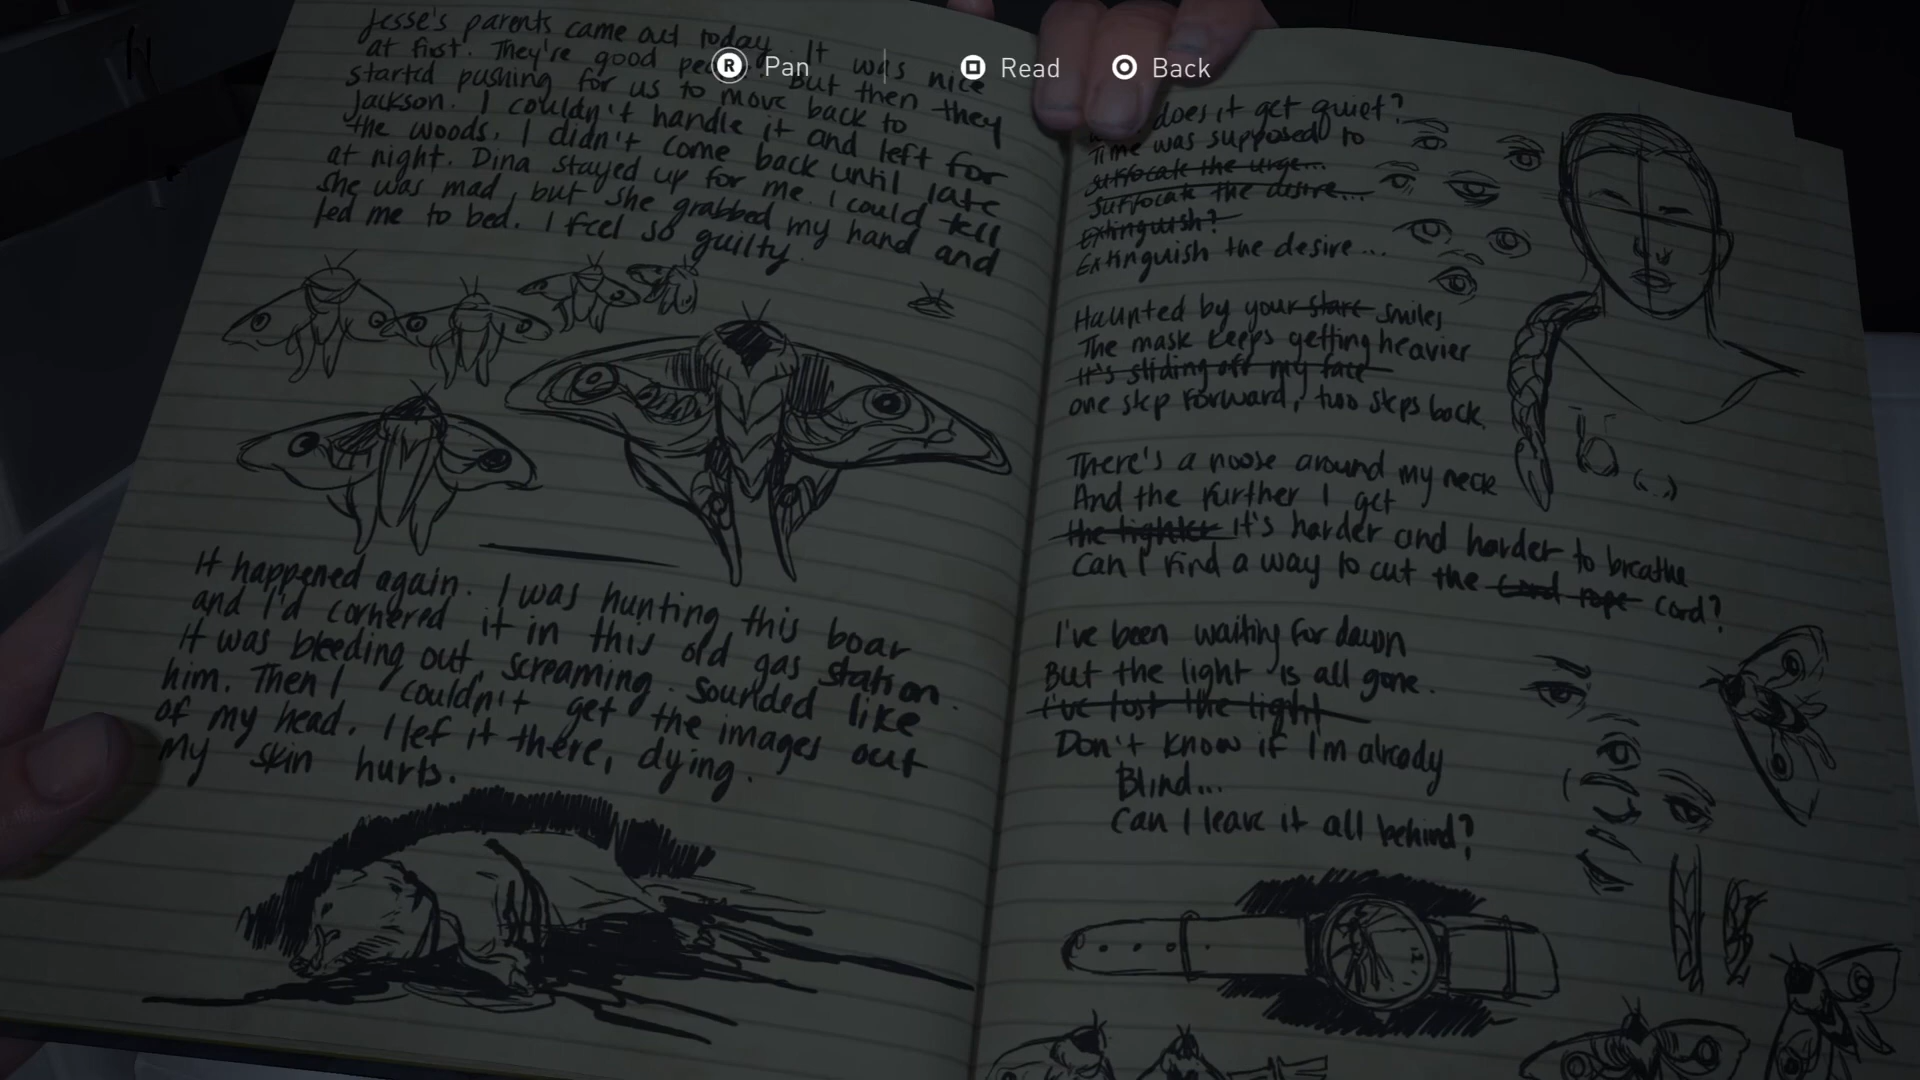 R Pan
Read
Back
Jesse's parents came out today. It was nice
at first. They're good pe But then they
started pushing for us to move back to
Jackson. I couldn't handle it and left for
the woods. I didn't come back until late
at night. Dina stayed up for me. I could tell
she was mad, but she grabbed my hand and
led me to bed. I feel so guilty.
It happened again. I was hunting this boar
and I'd cornered it in this old gas station.
It was bleeding out, screaming. Sounded like
him. Then I couldn't get the images out
of my head. I lef it there, dying.
My skin hurts.
does it get quiet?
Time was supposed to
suffocate the urge...
suffocate the desire...
Extinguish?
Extinguish the desire...
Haunted by your stare smiles
The mask keeps getting heavier
It's sliding off my face
one step forward, two steps back.
There's a noose around my neck
And the further I get
the tighter it's harder and harder to breathe
Can I find a way to cut the cord rope cord?
I've been waiting for dawn
But the light is all gone.
I've lost the light
Don't know if I'm already
Blind...
Can I leave it all behind?